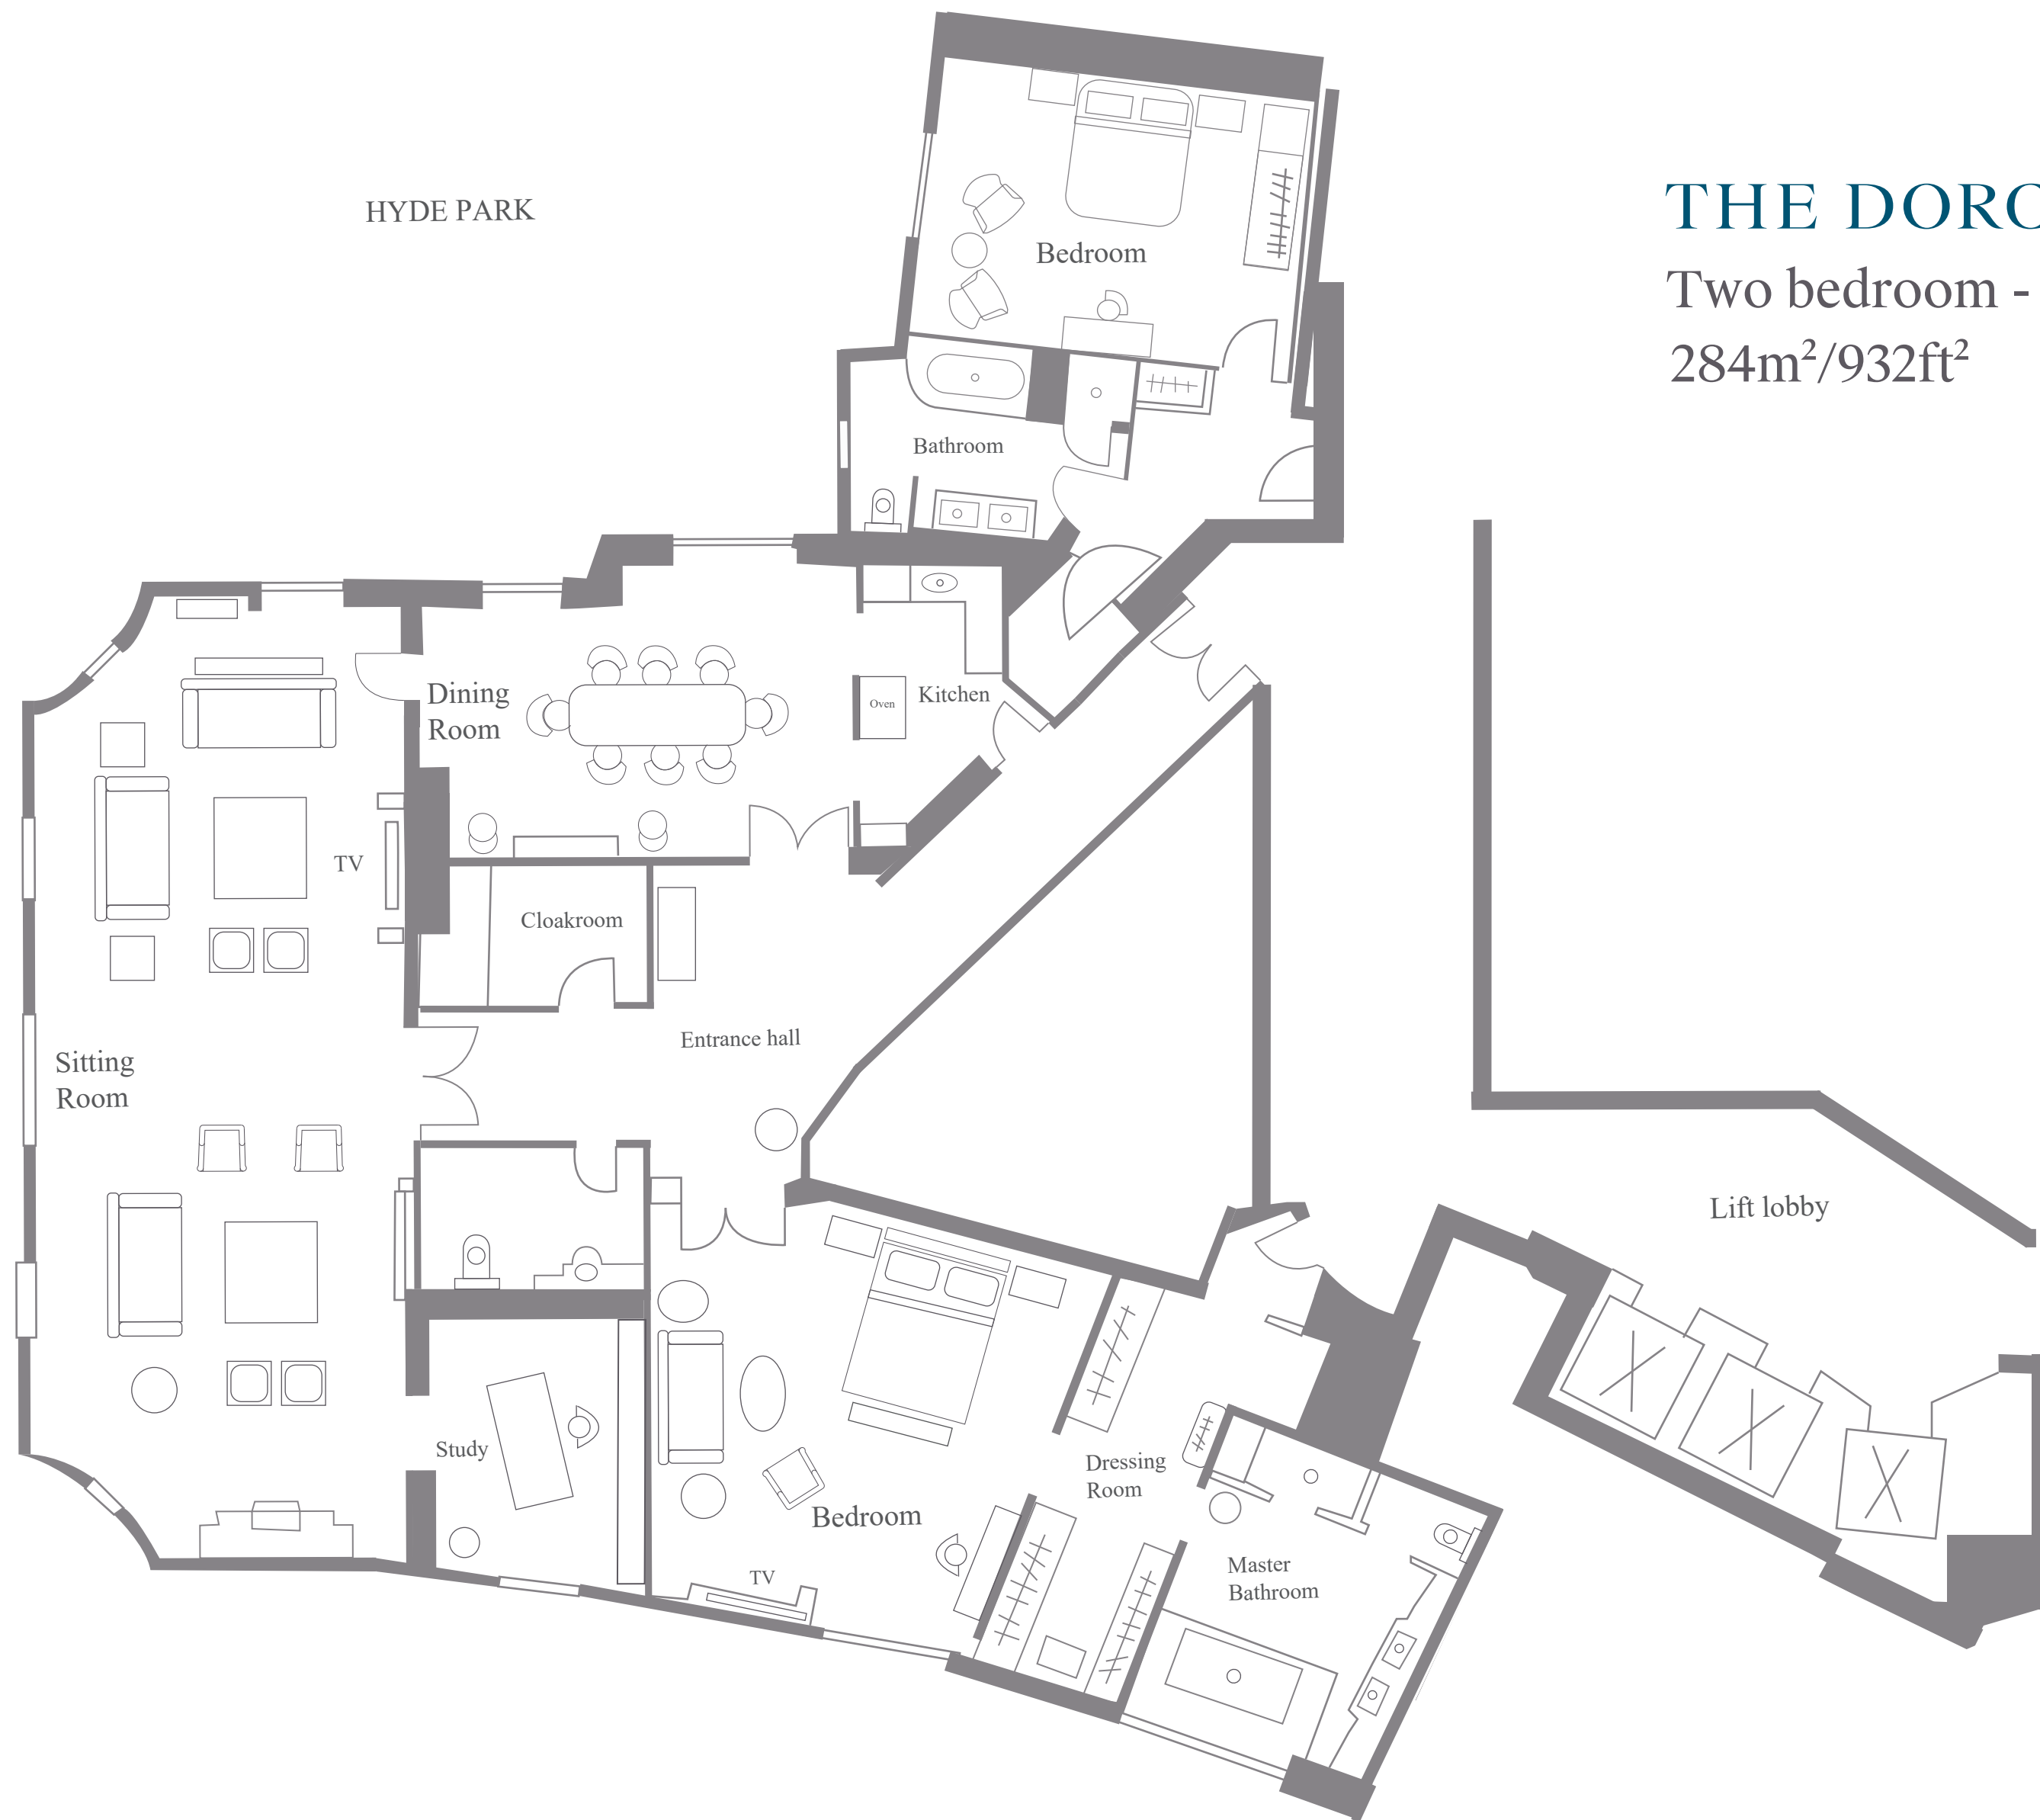 THE DORC
Two bedroom -
284m²/932ft²
HYDE PARK
Bedroom
Bathroom
Dining
Room
Oven
Kitchen
TV
Cloakroom
Entrance hall
Sitting
Room
Lift lobby
Study
Bedroom
TV
Dressing
Room
Master
Bathroom